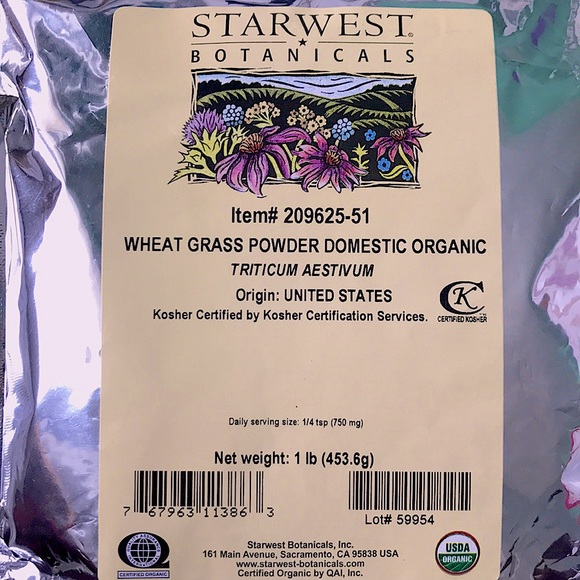 STARWEST®
BOTANICALS
Item# 209625-51
WHEAT GRASS POWDER DOMESTIC ORGANIC
TRITICUM AESTIVUM
Origin: UNITED STATES
Kosher Certified by Kosher Certification Services.
CK
CERTIFIED KOSHER
Daily serving size: 1/4 tsp (750 mg)
Net weight: 1 lb (453.6g)
7 67963 11386 3
Lot# 59954
CERTIFIED ORGANIC
Starwest Botanicals, Inc.
161 Main Avenue, Sacramento, CA 95838 USA
www.starwest-botanicals.com
Certified Organic by QAI, Inc.
USDA
ORGANIC